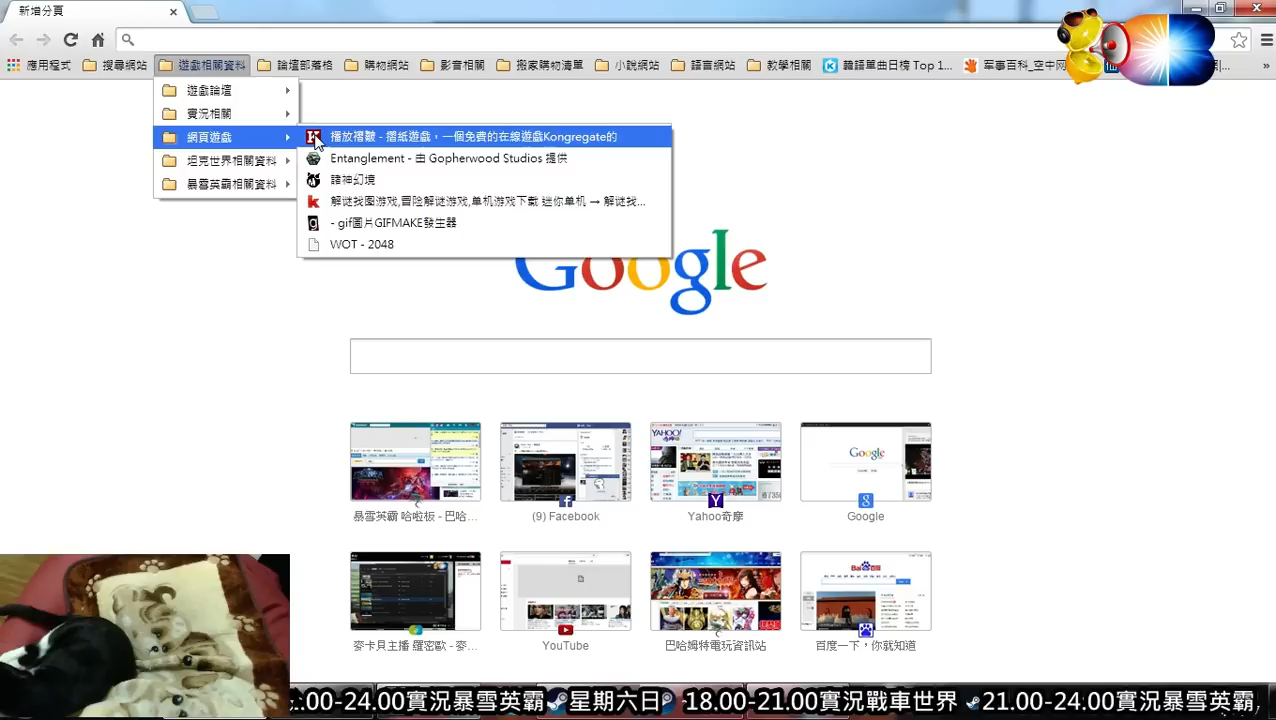 新增分頁
應用程式 搜尋網站 遊戲相關資料 論壇部落格 影音相關 小說網站 語言網站 教學相關 韓語單曲日榜 Top 1... 軍事百科_空中网
遊戲論壇
實況相關
網頁遊戲
坦克世界相關資料
暴雪英霸相關資料
播放褶皺 - 摺紙遊戲，一個免費的在線遊戲Kongregate的
Entanglement - 由 Gopherwood Studios 提供
諸神幻境
解谜找图游戏,冒险解谜游戏,单机游戏下载 迷你单机 → 解谜找...
- gif圖片GIFMAKE發生器
WOT - 2048
Google
暴雪英霸 哈啦板 - 巴哈...
(9) Facebook
Yahoo奇摩
Google
麥卡貝主播 羅密歐 - 麥...
YouTube
巴哈姆特電玩資訊站
百度一下，你就知道
:00-24.00實況暴雪英霸 星期六日 18.00-21.00實況戰車世界 21.00-24.00實況暴雪英霸,